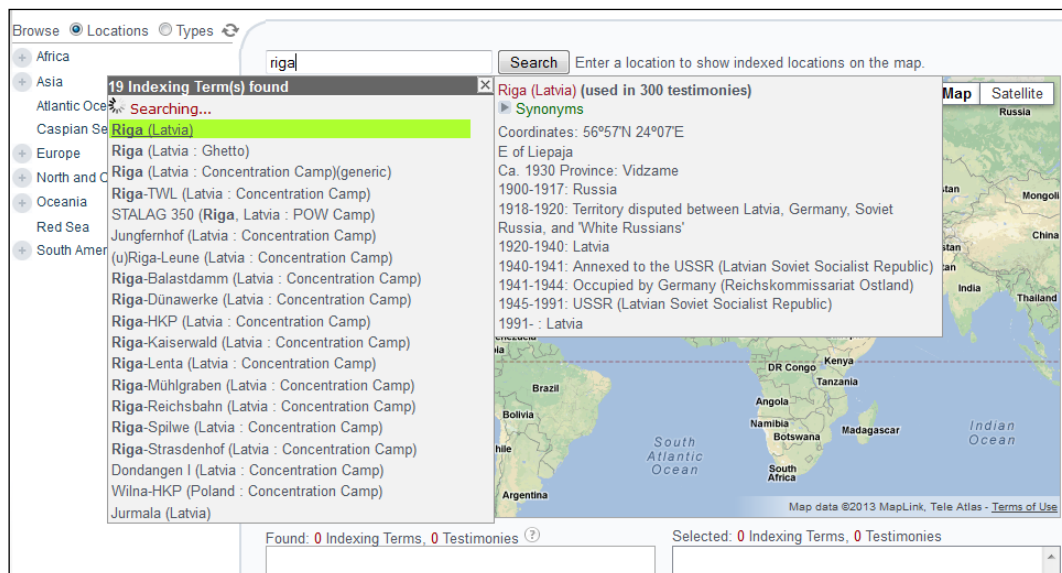 Browse Locations Types
Africa
Asia
Atlantic Oce
Caspian Se
Europe
North and C
Oceania
Red Sea
South Amer
riga
Search
Enter a location to show indexed locations on the map.
19 Indexing Term(s) found
Searching...
Riga (Latvia)
Riga (Latvia : Ghetto)
Riga (Latvia : Concentration Camp)(generic)
Riga-TWL (Latvia : Concentration Camp)
STALAG 350 (Riga, Latvia : POW Camp)
Jungfernhof (Latvia : Concentration Camp)
(u)Riga-Leune (Latvia : Concentration Camp)
Riga-Balastdamm (Latvia : Concentration Camp)
Riga-Dünawerke (Latvia : Concentration Camp)
Riga-HKP (Latvia : Concentration Camp)
Riga-Kaiserwald (Latvia : Concentration Camp)
Riga-Lenta (Latvia : Concentration Camp)
Riga-Mühlgraben (Latvia : Concentration Camp)
Riga-Reichsbahn (Latvia : Concentration Camp)
Riga-Spilwe (Latvia : Concentration Camp)
Riga-Strasdenhof (Latvia : Concentration Camp)
Dondangen I (Latvia : Concentration Camp)
Wilna-HKP (Poland : Concentration Camp)
Jurmala (Latvia)
Riga (Latvia) (used in 300 testimonies)
Synonyms
Coordinates: 56º57'N 24º07'E
E of Liepaja
Ca. 1930 Province: Vidzame
1900-1917: Russia
1918-1920: Territory disputed between Latvia, Germany, Soviet
Russia, and 'White Russians'
1920-1940: Latvia
1940-1941: Annexed to the USSR (Latvian Soviet Socialist Republic)
1941-1944: Occupied by Germany (Reichskommissariat Ostland)
1945-1991: USSR (Latvian Soviet Socialist Republic)
1991- : Latvia
Map
Satellite
Russia
stan
Mongoli
China
stan
tan
India
Thailand
Kenya
DR Congo
Tanzania
Brazil
Angola
Bolivia
Namibia
Botswana
Madagascar
Indian
Ocean
hile
South
Atlantic
Ocean
South
Africa
Argentina
Map data ©2013 MapLink, Tele Atlas - Terms of Use
Found: 0 Indexing Terms, 0 Testimonies ?
Selected: 0 Indexing Terms, 0 Testimonies